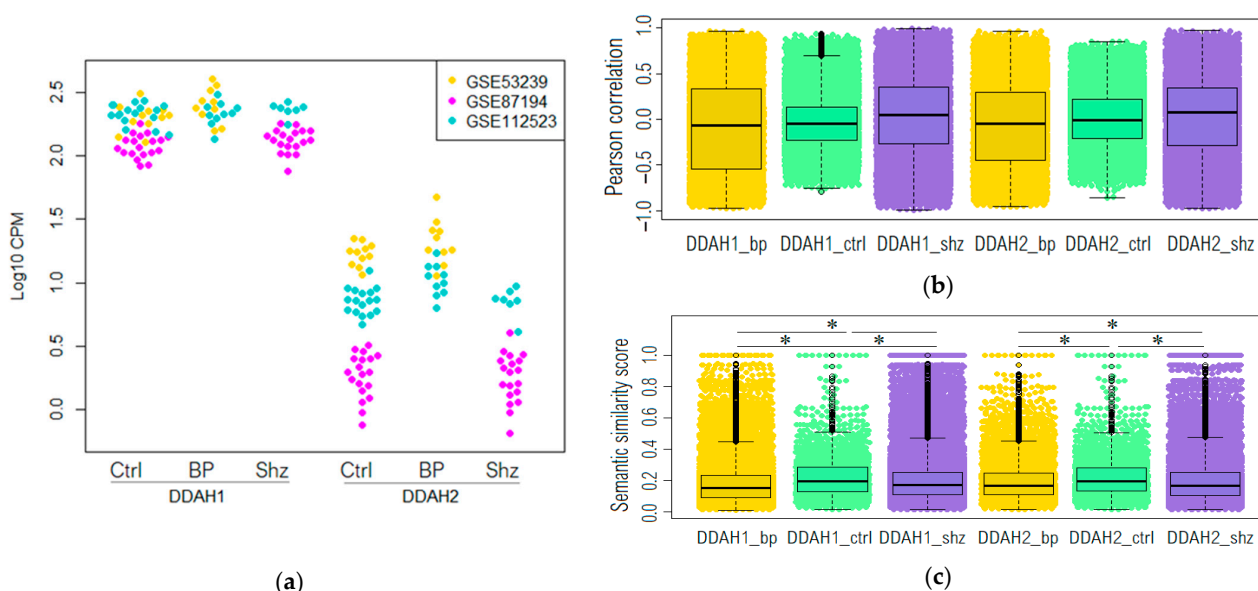 GSE53239
GSE87194
GSE112523
Log10 CPM
2.5
2.0
1.5
1.0
0.5
0.0
Ctrl BP Shz Ctrl BP Shz
DDAH1 DDAH2
(a)
Pearson correlation
1.0
0.5
0.0
−0.5
−1.0
DDAH1_bp DDAH1_ctrl DDAH1_shz DDAH2_bp DDAH2_ctrl DDAH2_shz
(b)
Semantic similarity score
* *
* * * *
1.0
0.8
0.6
0.4
0.2
0.0
DDAH1_bp DDAH1_ctrl DDAH1_shz DDAH2_bp DDAH2_ctrl DDAH2_shz
(c)